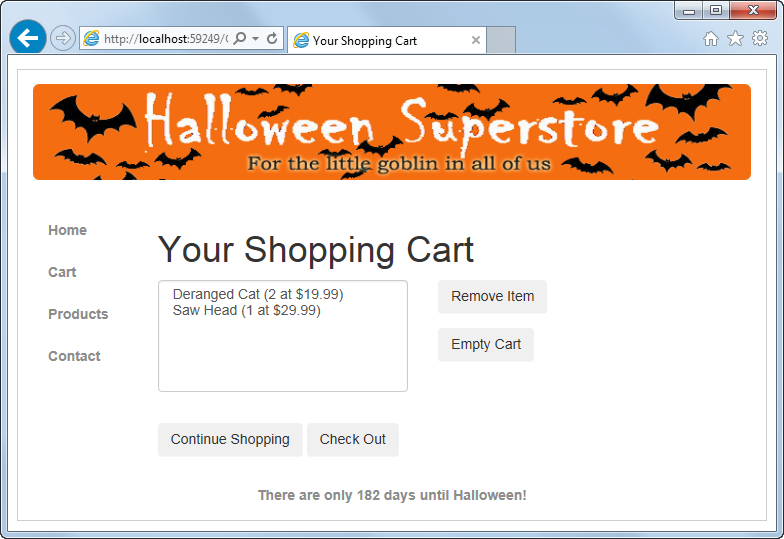 http://localhost:59249/
Your Shopping Cart
Halloween Superstore
For the little goblin in all of us
Home
Cart
Products
Contact
Your Shopping Cart
Deranged Cat (2 at $19.99)
Saw Head (1 at $29.99)
Remove Item
Empty Cart
Continue Shopping
Check Out
There are only 182 days until Halloween!